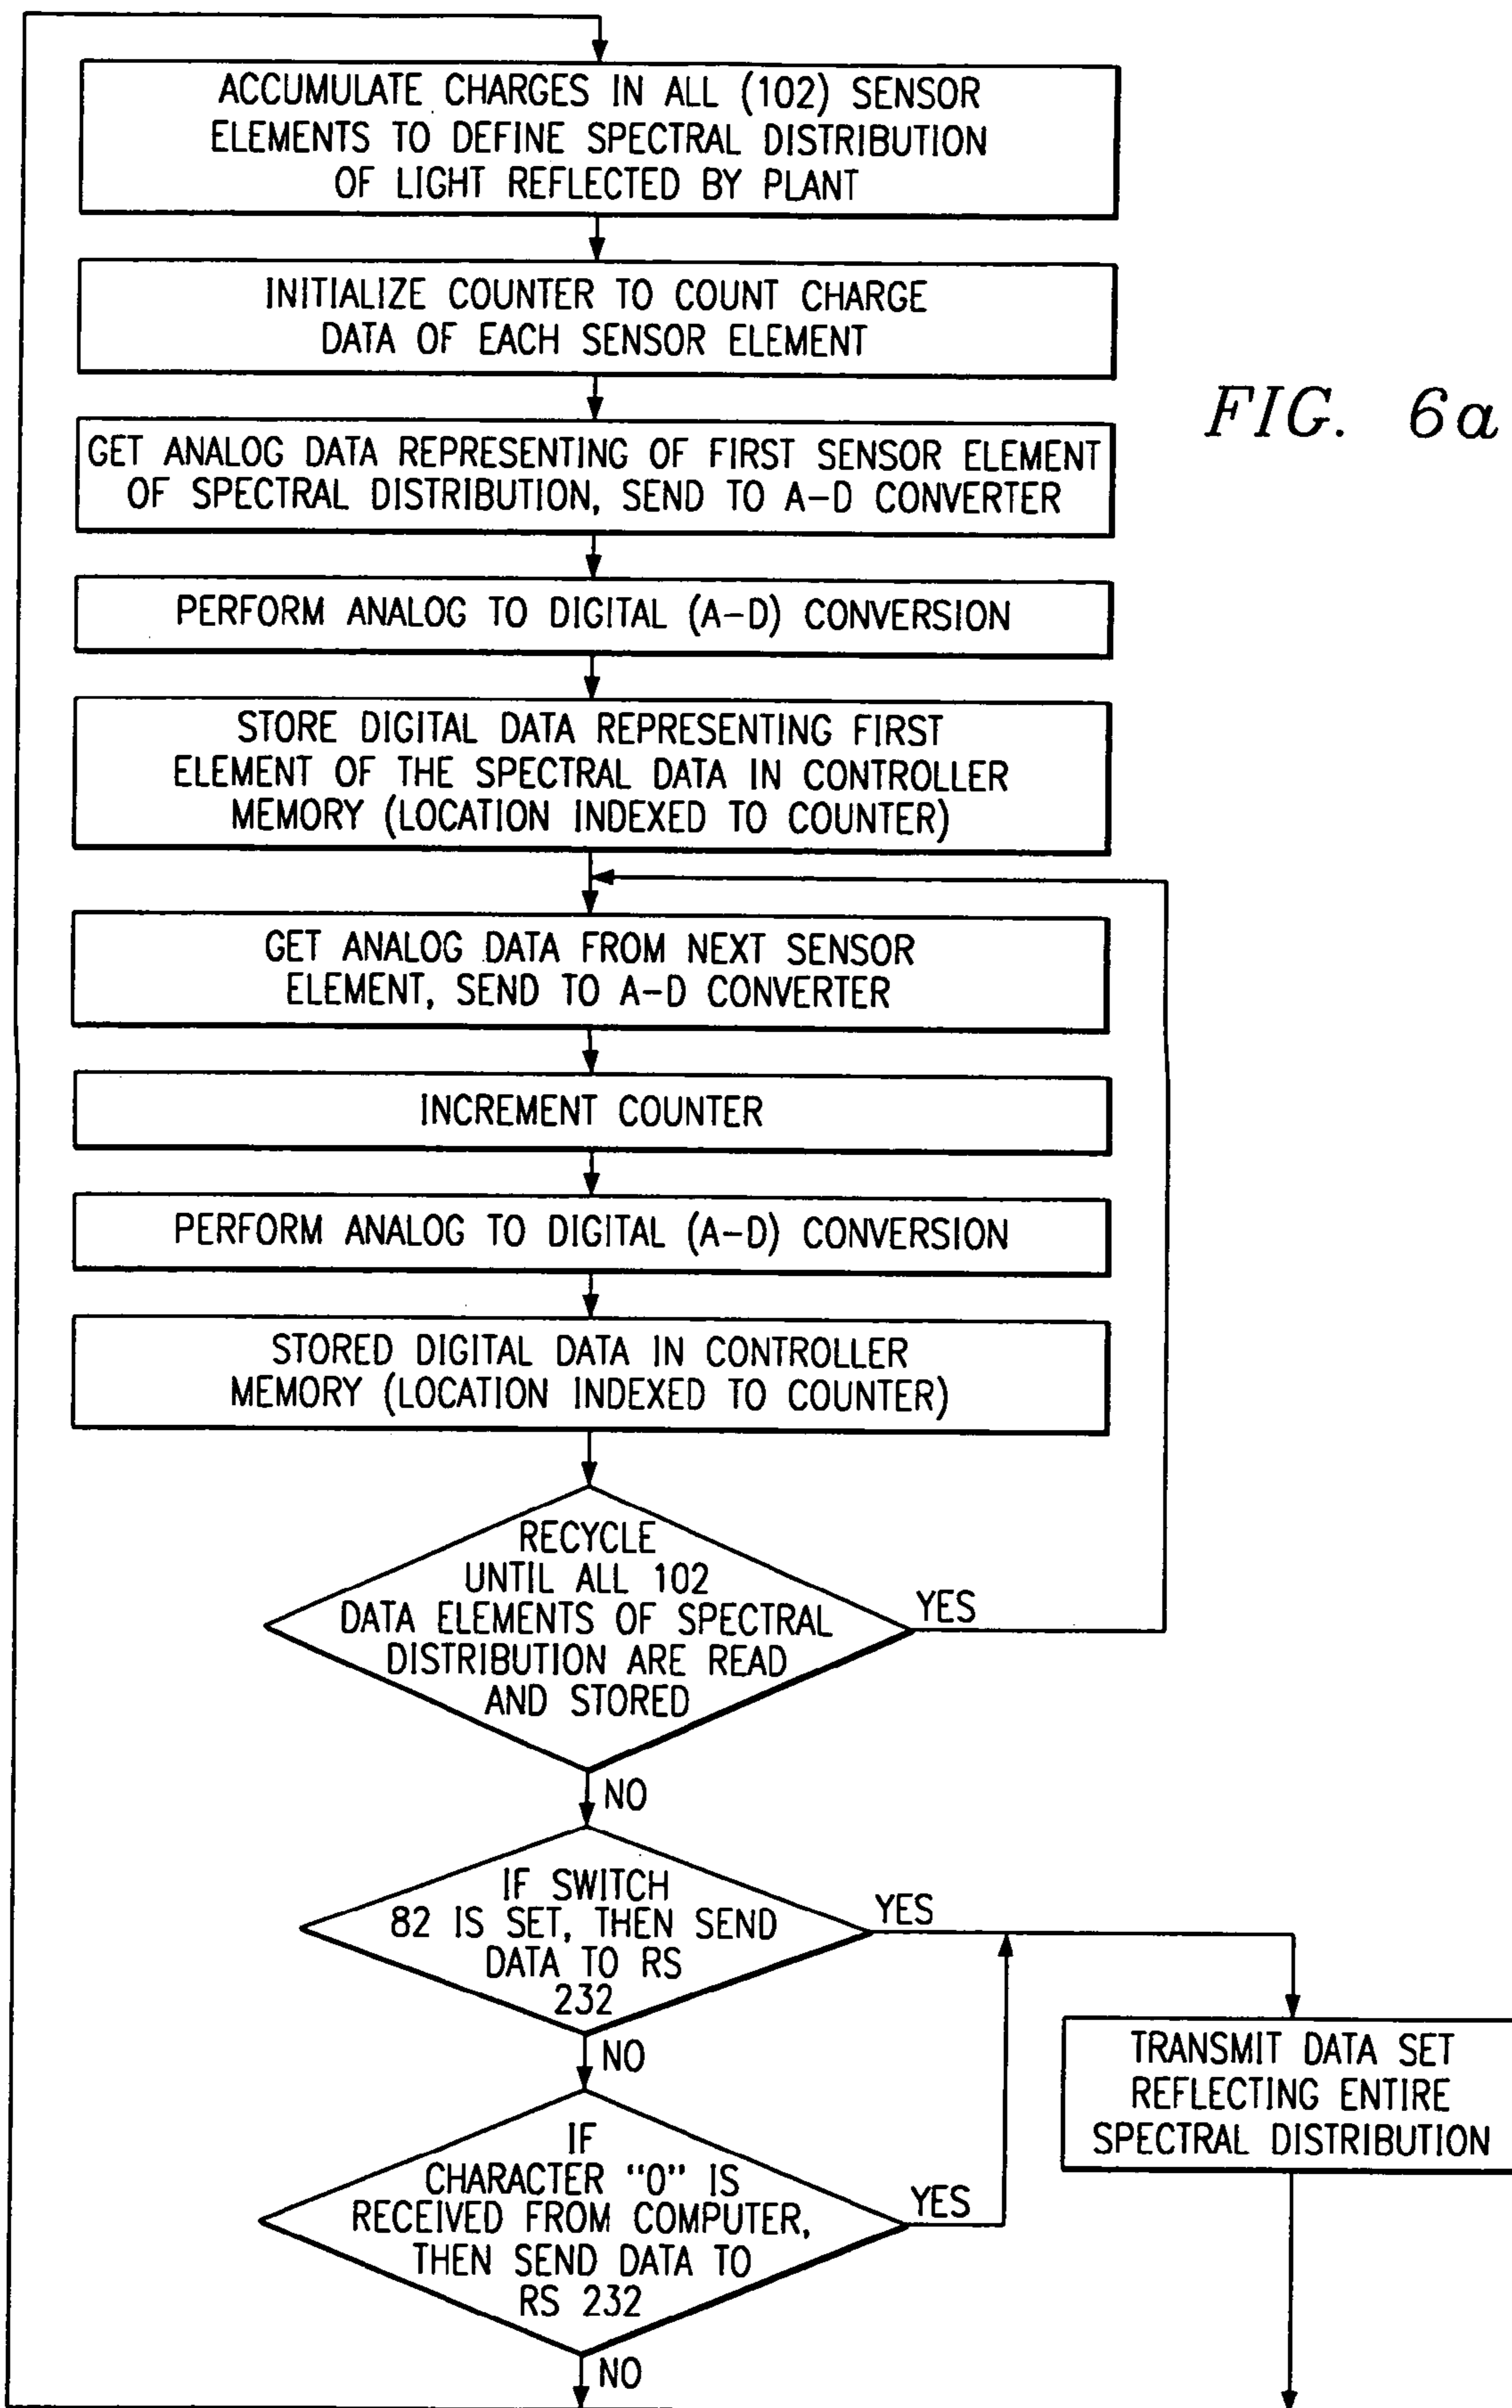 ACCUMULATE CHARGES IN ALL (102) SENSOR
ELEMENTS TO DEFINE SPECTRAL DISTRIBUTION
OF LIGHT REFLECTED BY PLANT
INITIALIZE COUNTER TO COUNT CHARGE
DATA OF EACH SENSOR ELEMENT
FIG. 6a
GET ANALOG DATA REPRESENTING OF FIRST SENSOR ELEMENT
OF SPECTRAL DISTRIBUTION, SEND TO A-D CONVERTER
PERFORM ANALOG TO DIGITAL (A-D) CONVERSION
STORE DIGITAL DATA REPRESENTING FIRST
ELEMENT OF THE SPECTRAL DATA IN CONTROLLER
MEMORY (LOCATION INDEXED TO COUNTER)
GET ANALOG DATA FROM NEXT SENSOR
ELEMENT, SEND TO A-D CONVERTER
INCREMENT COUNTER
PERFORM ANALOG TO DIGITAL (A-D) CONVERSION
STORED DIGITAL DATA IN CONTROLLER
MEMORY (LOCATION INDEXED TO COUNTER)
RECYCLE
UNTIL ALL 102
DATA ELEMENTS OF SPECTRAL
DISTRIBUTION ARE READ
AND STORED
YES
NO
IF SWITCH
82 IS SET, THEN SEND
DATA TO RS
232
YES
NO
TRANSMIT DATA SET
REFLECTING ENTIRE
SPECTRAL DISTRIBUTION
IF
CHARACTER "0" IS
RECEIVED FROM COMPUTER,
THEN SEND DATA TO
RS 232
YES
NO